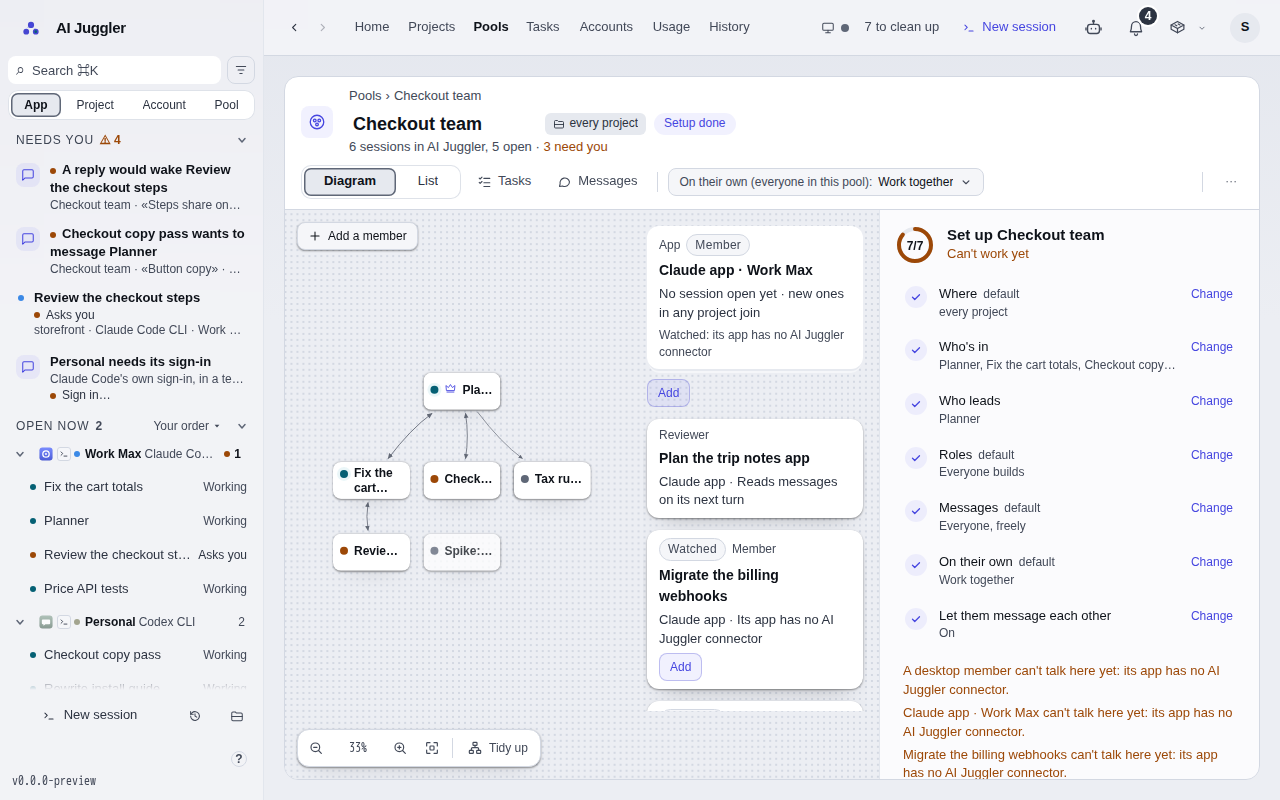 AI Juggler
Search ⌘K
App Project Account Pool
NEEDS YOU 4
A reply would wake Review the checkout steps
Checkout team · «Steps share on…
Checkout copy pass wants to message Planner
Checkout team · «Button copy» · …
Review the checkout steps
Asks you
storefront · Claude Code CLI · Work …
Personal needs its sign-in
Claude Code's own sign-in, in a te…
Sign in…
OPEN NOW 2 Your order
Work Max Claude Co… 1
Fix the cart totals Working
Planner Working
Review the checkout st… Asks you
Price API tests Working
Personal Codex CLI 2
Checkout copy pass Working
Rewrite install guide Working
New session
?
v0.0.0-preview
Home Projects Pools Tasks Accounts Usage History
7 to clean up
New session
4
S
Pools › Checkout team
Checkout team every project Setup done
6 sessions in AI Juggler, 5 open · 3 need you
Diagram List Tasks Messages
On their own (everyone in this pool): Work together
Add a member
Pla…
Fix the cart…
Check…
Tax ru…
Revie…
Spike:…
33%
Tidy up
App Member
Claude app · Work Max
No session open yet · new ones in any project join
Watched: its app has no AI Juggler connector
Add
Reviewer
Plan the trip notes app
Claude app · Reads messages on its next turn
Watched Member
Migrate the billing webhooks
Claude app · Its app has no AI Juggler connector
Add
7/7
Set up Checkout team
Can't work yet
Where default Change
every project
Who's in Change
Planner, Fix the cart totals, Checkout copy…
Who leads Change
Planner
Roles default Change
Everyone builds
Messages default Change
Everyone, freely
On their own default Change
Work together
Let them message each other Change
On
A desktop member can't talk here yet: its app has no AI Juggler connector.
Claude app · Work Max can't talk here yet: its app has no AI Juggler connector.
Migrate the billing webhooks can't talk here yet: its app has no AI Juggler connector.